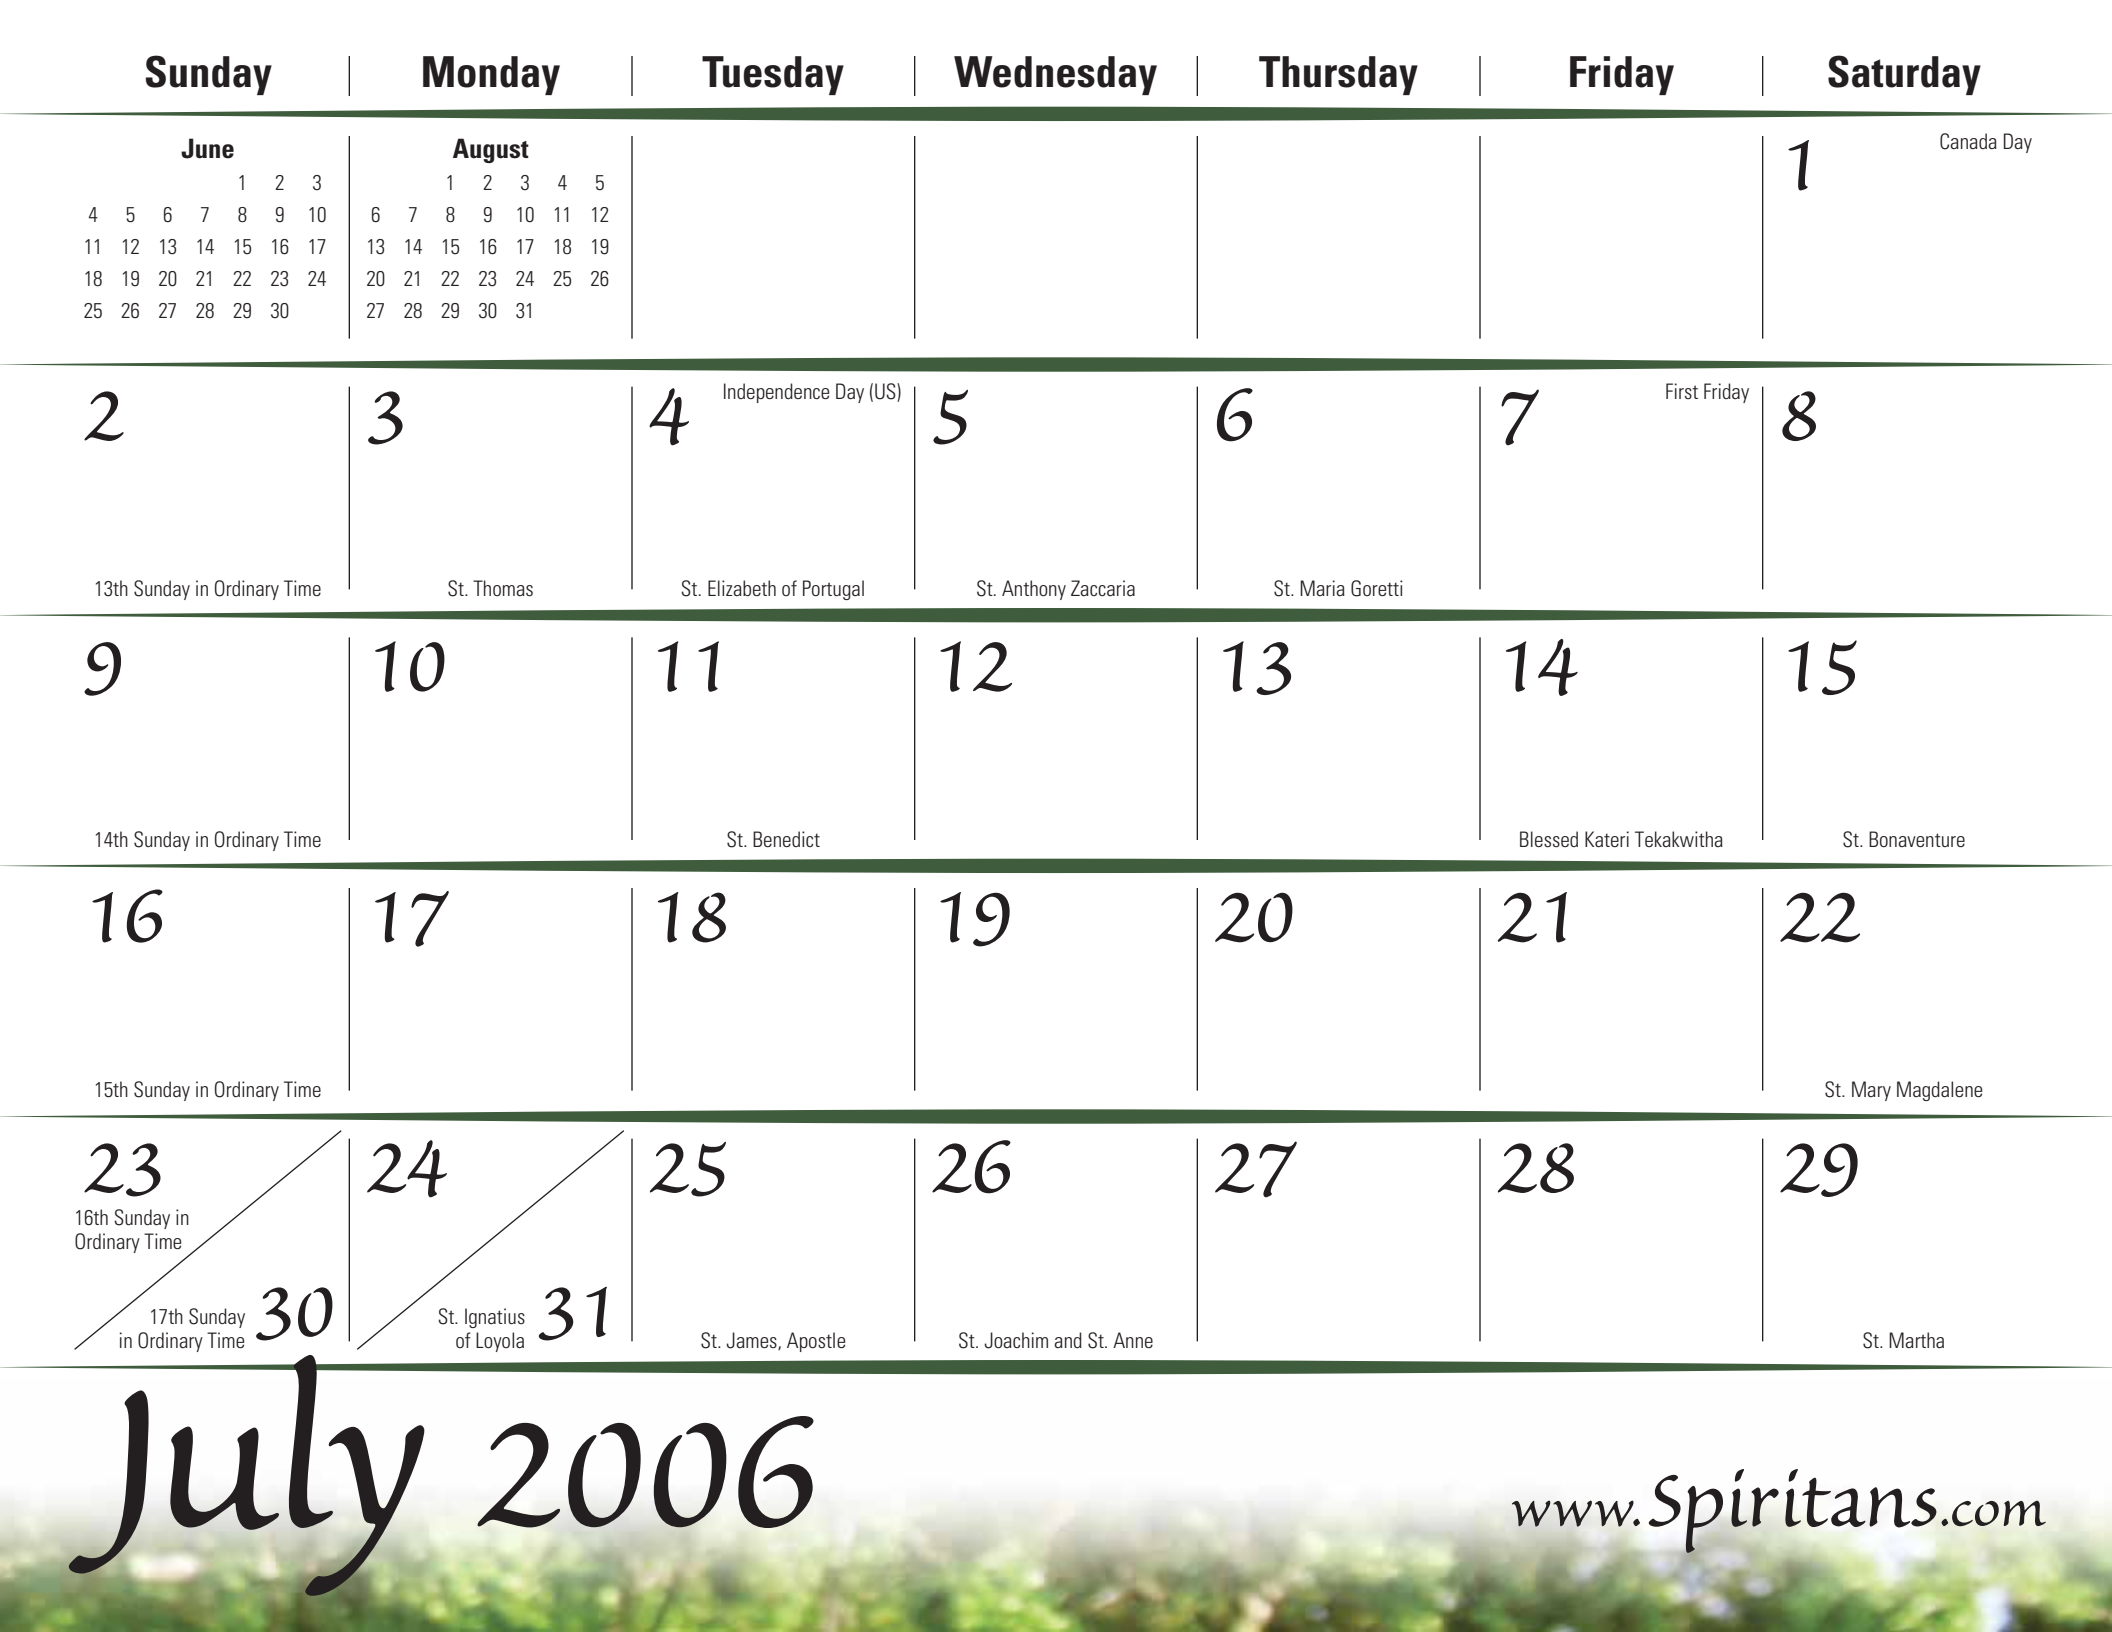 Sunday Monday Tuesday Wednesday Thursday Friday Saturday
June
1 2 3
4 5 6 7 8 9 10
11 12 13 14 15 16 17
18 19 20 21 22 23 24
25 26 27 28 29 30
August
1 2 3 4 5
6 7 8 9 10 11 12
13 14 15 16 17 18 19
20 21 22 23 24 25 26
27 28 29 30 31
1 Canada Day
2 3 4 Independence Day (US) 5 6 7 First Friday 8
13th Sunday in Ordinary Time St. Thomas St. Elizabeth of Portugal St. Anthony Zaccaria St. Maria Goretti
9 10 11 12 13 14 15
14th Sunday in Ordinary Time St. Benedict Blessed Kateri Tekakwitha St. Bonaventure
16 17 18 19 20 21 22
15th Sunday in Ordinary Time St. Mary Magdalene
23 24 25 26 27 28 29
16th Sunday in
Ordinary Time
17th Sunday
in Ordinary Time 30
St. Ignatius
of Loyola 31
St. James, Apostle St. Joachim and St. Anne St. Martha
July 2006
www.Spiritans.com